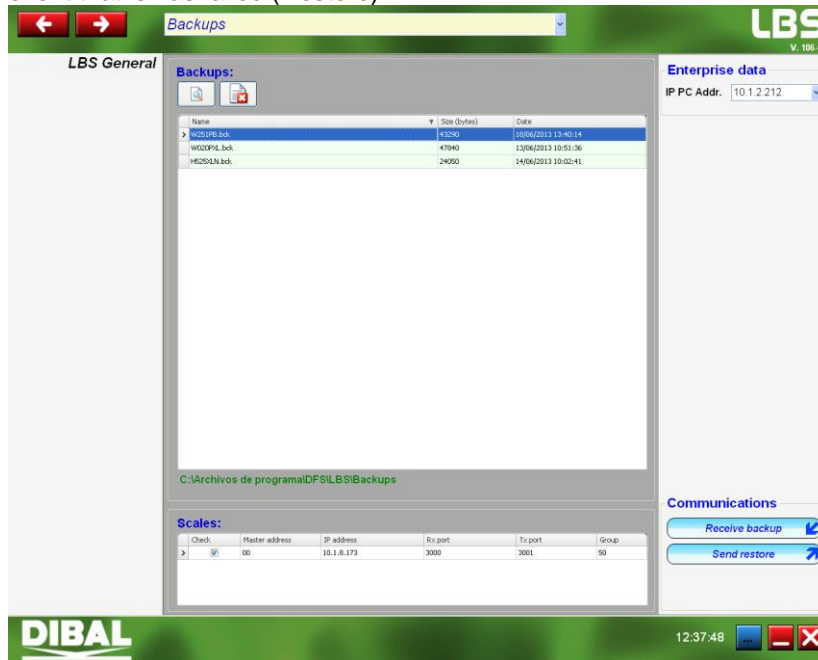 Backups
LBS
V. 106-
LBS General
Backups:
Enterprise data
IP PC Addr. 10.1.2.212
Name Size (bytes) Date
W251PB.bck 43290 18/06/2013 13:40:14
W020PXL.bck 47840 13/06/2013 10:51:36
H525XLN.bck 24050 14/06/2013 10:02:41
C:\Archivos de programa\DFS\LBS\Backups
Communications
Receive backup
Send restore
Scales:
Check Master address IP address Rx port Tx port Group
00 10.1.8.173 3000 3001 50
DIBAL
12:37:48 ...